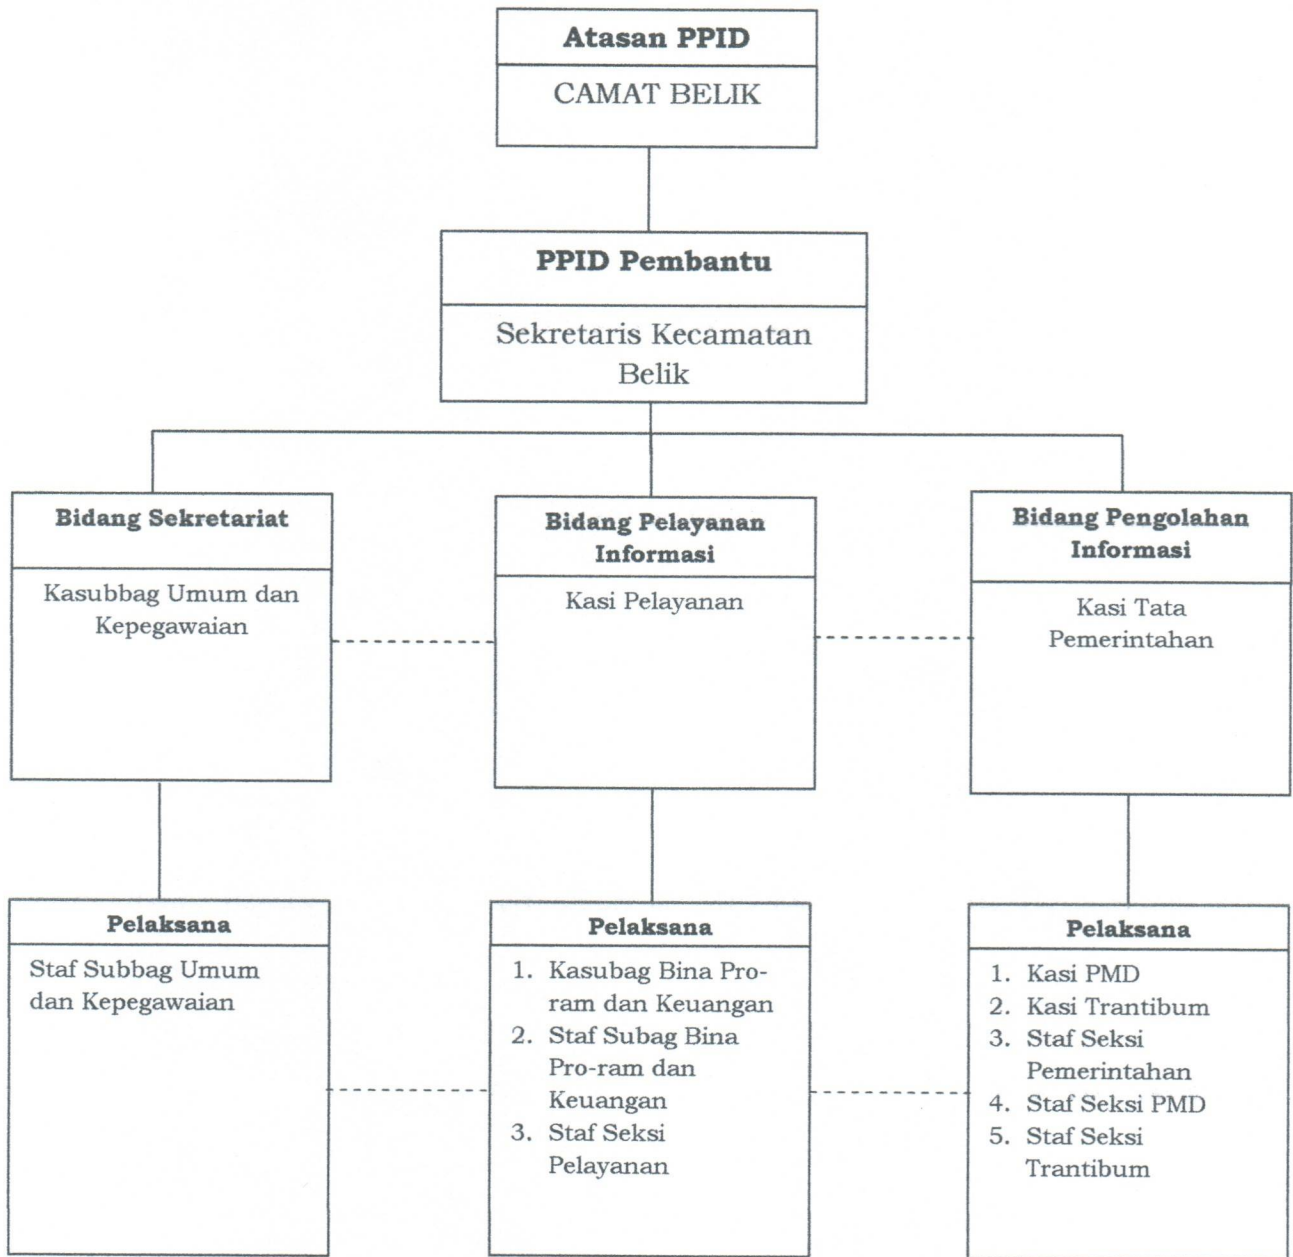 Atasan PPID
CAMAT BELIK
PPID Pembantu
Sekretaris Kecamatan
Belik
Bidang Sekretariat
Kasubbag Umum dan
Kepegawaian
Bidang Pelayanan
Informasi
Kasi Pelayanan
Bidang Pengolahan
Informasi
Kasi Tata
Pemerintahan
Pelaksana
Staf Subbag Umum
dan Kepegawaian
Pelaksana
1. Kasubag Bina Pro-
ram dan Keuangan
2. Staf Subag Bina
Pro-ram dan
Keuangan
3. Staf Seksi
Pelayanan
Pelaksana
1. Kasi PMD
2. Kasi Trantibum
3. Staf Seksi
Pemerintahan
4. Staf Seksi PMD
5. Staf Seksi
Trantibum